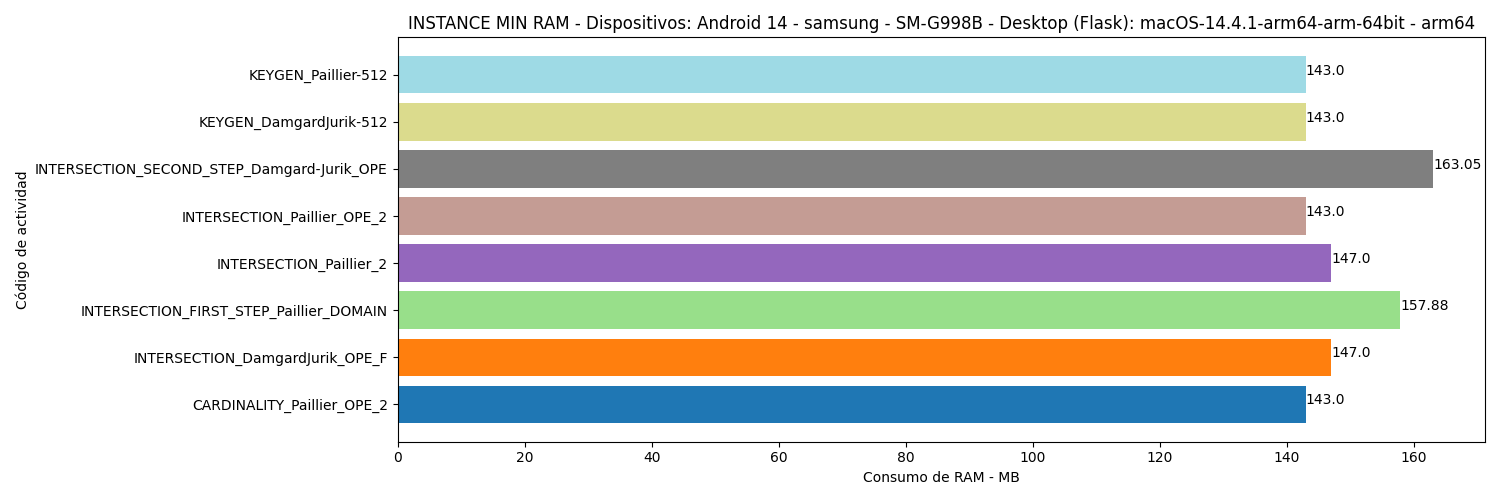 INSTANCE MIN RAM - Dispositivos: Android 14 - samsung - SM-G998B - Desktop (Flask): macOS-14.4.1-arm64-arm-64bit - arm64
Código de actividad
KEYGEN_Paillier-512
143.0
KEYGEN_DamgardJurik-512
143.0
INTERSECTION_SECOND_STEP_Damgard-Jurik_OPE
163.05
INTERSECTION_Paillier_OPE_2
143.0
INTERSECTION_Paillier_2
147.0
INTERSECTION_FIRST_STEP_Paillier_DOMAIN
157.88
INTERSECTION_DamgardJurik_OPE_F
147.0
CARDINALITY_Paillier_OPE_2
143.0
0 20 40 60 80 100 120 140 160
Consumo de RAM - MB